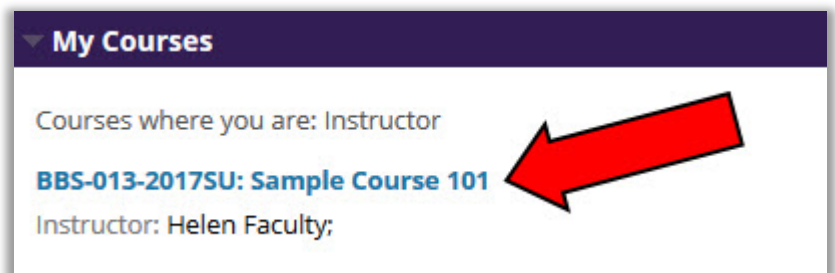 My Courses
Courses where you are: Instructor
BBS-013-2017SU: Sample Course 101
Instructor: Helen Faculty;